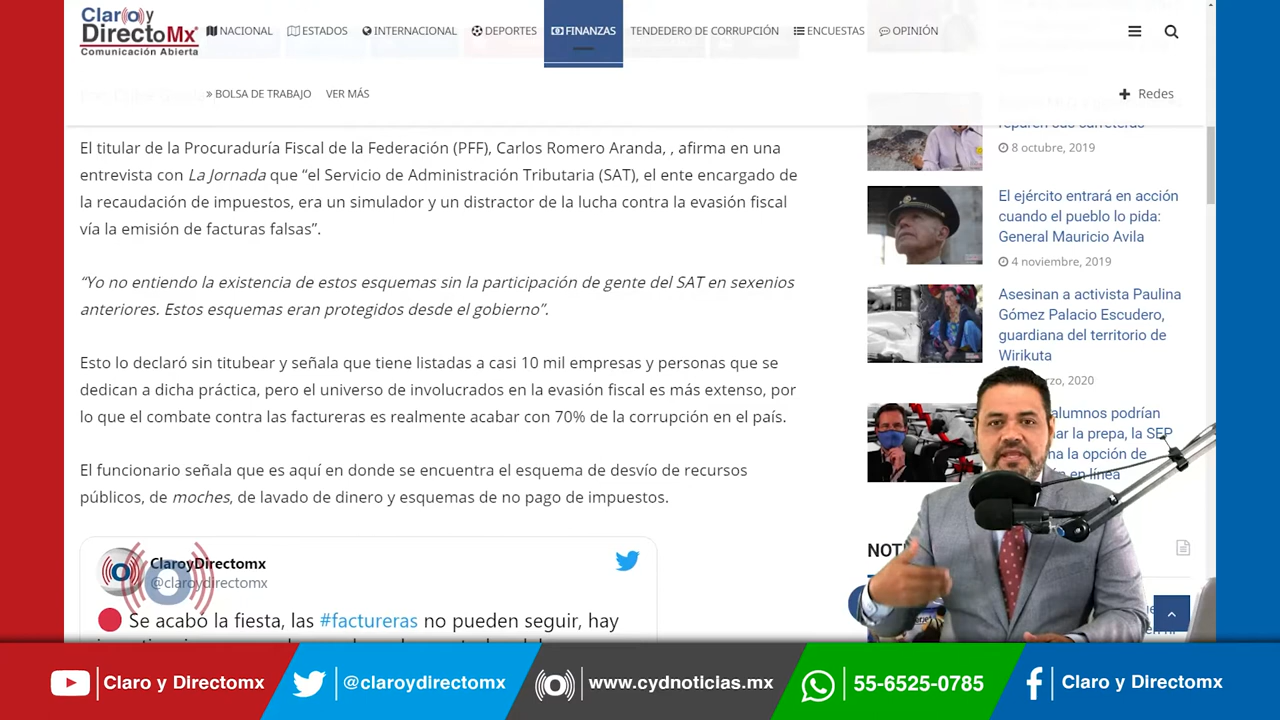 Claro y
DirectoMx
Comunicación Abierta
NACIONAL
ESTADOS
INTERNACIONAL
DEPORTES
FINANZAS
TENDEDERO DE CORRUPCIÓN
ENCUESTAS
OPINIÓN
» BOLSA DE TRABAJO
VER MÁS
+ Redes
El titular de la Procuraduría Fiscal de la Federación (PFF), Carlos Romero Aranda, , afirma en una
entrevista con La Jornada que “el Servicio de Administración Tributaria (SAT), el ente encargado de
la recaudación de impuestos, era un simulador y un distractor de la lucha contra la evasión fiscal
vía la emisión de facturas falsas”.
“Yo no entiendo la existencia de estos esquemas sin la participación de gente del SAT en sexenios
anteriores. Estos esquemas eran protegidos desde el gobierno”.
Esto lo declaró sin titubear y señala que tiene listadas a casi 10 mil empresas y personas que se
dedican a dicha práctica, pero el universo de involucrados en la evasión fiscal es más extenso, por
lo que el combate contra las factureras es realmente acabar con 70% de la corrupción en el país.
El funcionario señala que es aquí en donde se encuentra el esquema de desvío de recursos
públicos, de moches, de lavado de dinero y esquemas de no pago de impuestos.
ClaroyDirectomx
@claroydirectomx
Se acabó la fiesta, las #factureras no pueden seguir, hay
8 octubre, 2019
El ejército entrará en acción
cuando el pueblo lo pida:
General Mauricio Avila
4 noviembre, 2019
Asesinan a activista Paulina
Gómez Palacio Escudero,
guardiana del territorio de
Wirikuta
2020
alumnos podrían
la prepa, la SEP
la opción de
en línea
Claro y Directomx
@claroydirectomx
www.cydnoticias.mx
55-6525-0785
Claro y Directomx